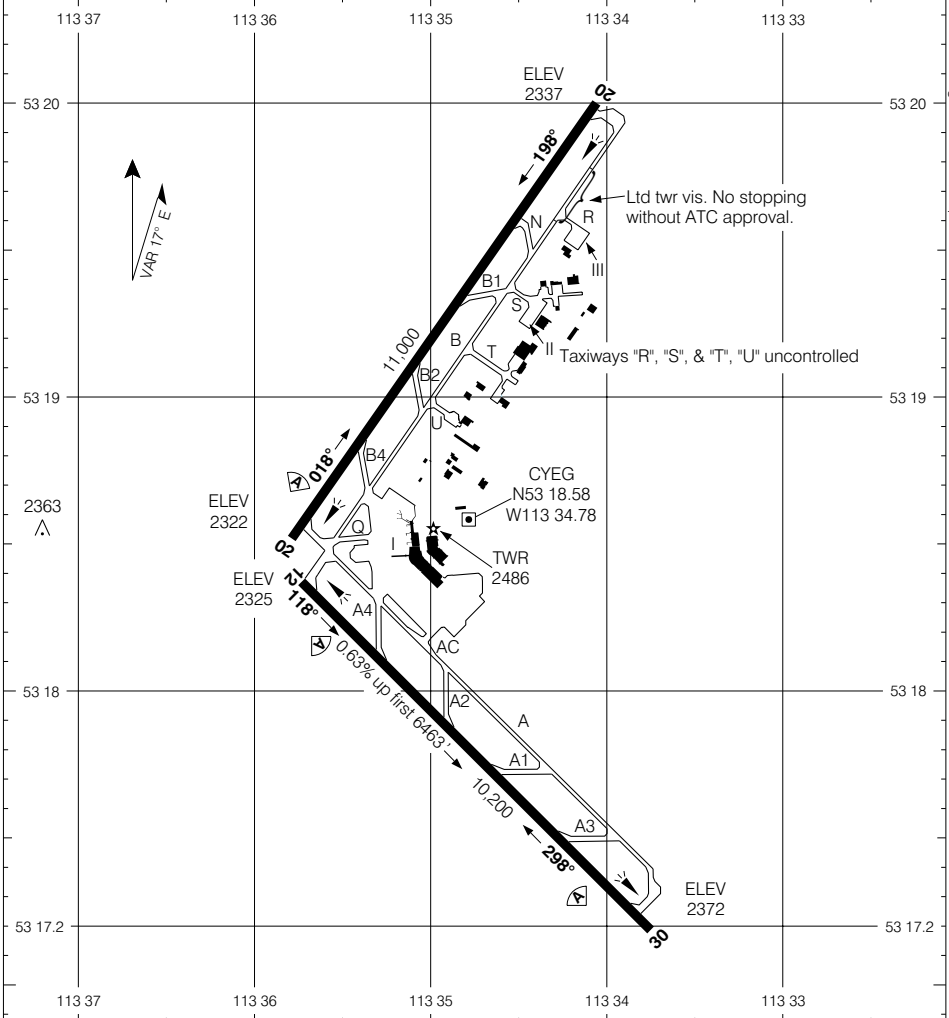 113 37
113 36
113 35
113 34
113 33
ELEV
2337
20
53 20
53 20
198°
VAR 17° E
Ltd twr vis. No stopping
without ATC approval.
R
N
III
B1
S
11,000
B
T
II
Taxiways "R", "S", & "T", "U" uncontrolled
B2
53 19
53 19
U
018°
B4
A
CYEG
N53 18.58
W113 34.78
ELEV
2322
2363
Q
02
I
TWR
2486
ELEV
2325
12
118°
A4
A
AC
0.63% up first 6463'
53 18
53 18
A2
A
A1
10,200
A3
298°
A
ELEV
2372
53 17.2
53 17.2
30
113 37
113 36
113 35
113 34
113 33